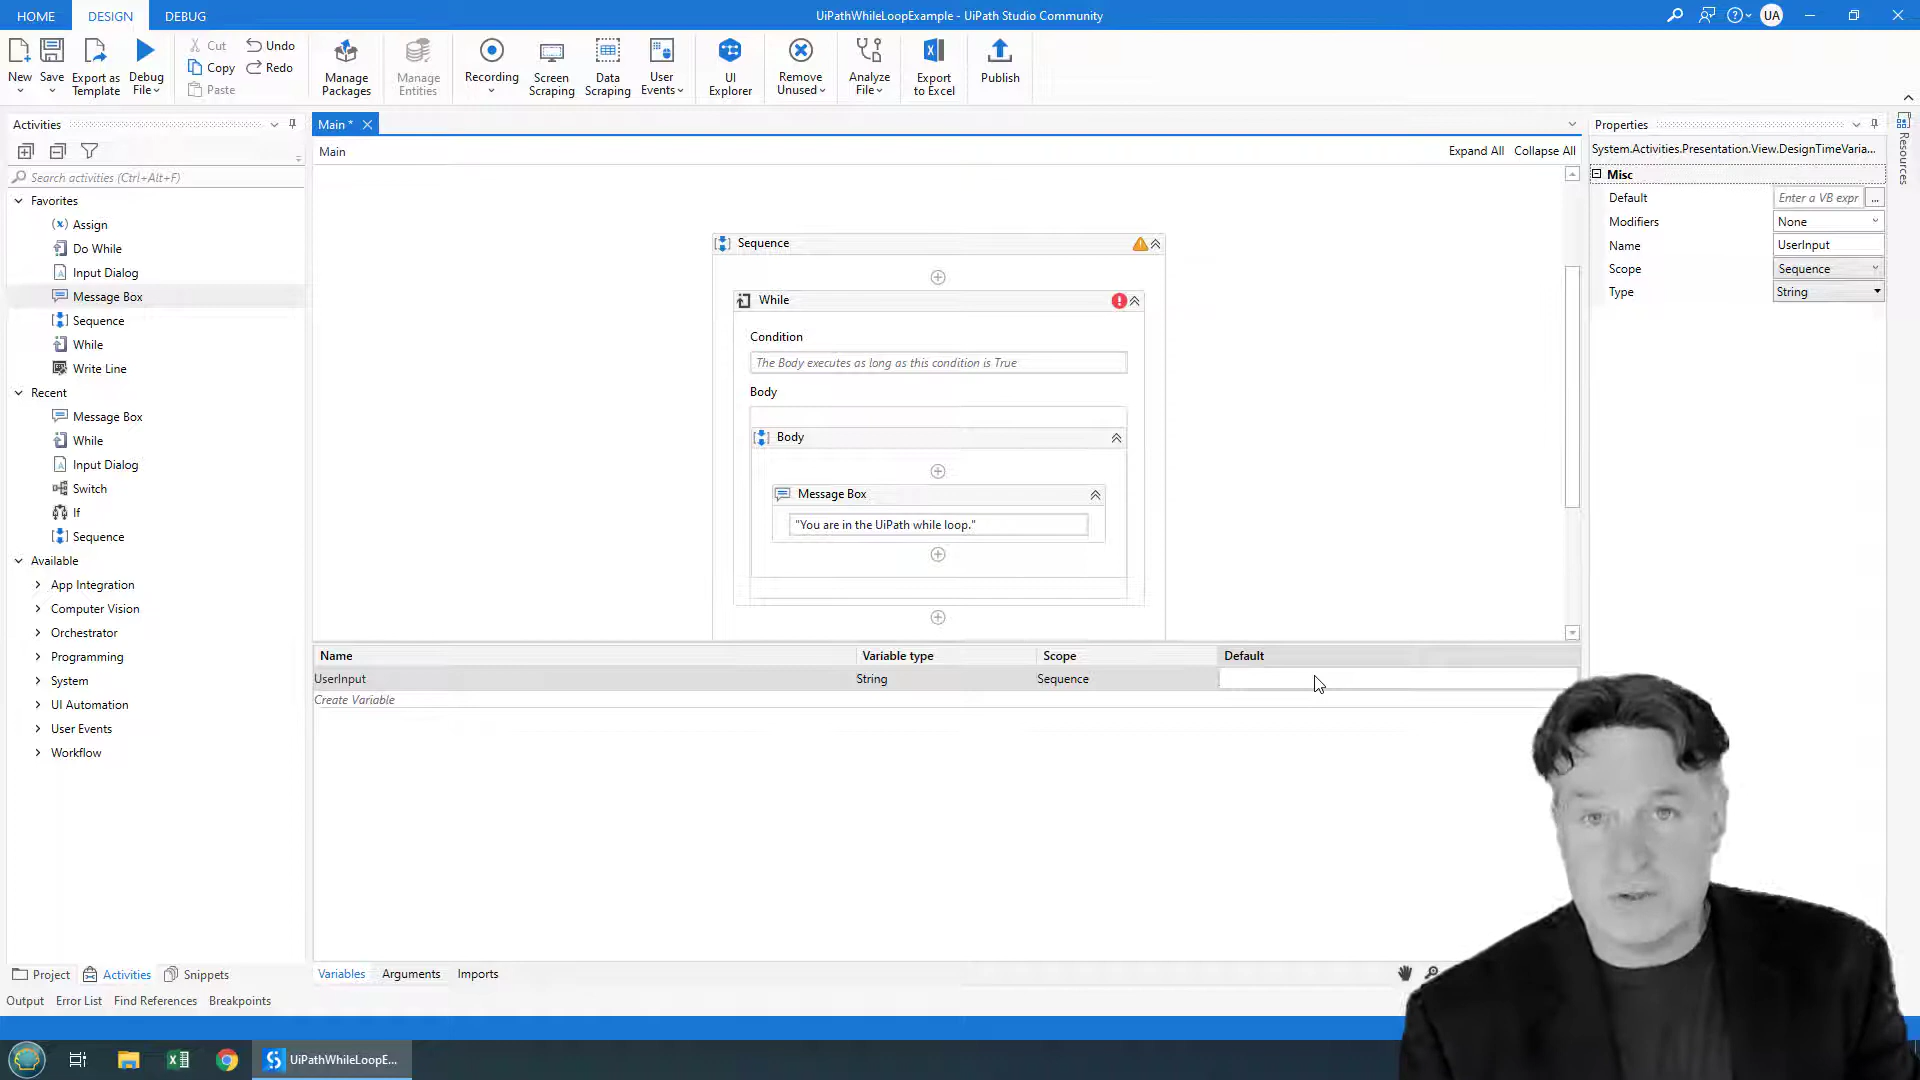 HOME DESIGN DEBUG UiPathWhileLoopExample - UiPath Studio Community UA
New Save Export as Template Debug File Cut Copy Paste Undo Redo Manage Packages Manage Entities Recording Screen Scraping Data Scraping User Events UI Explorer Remove Unused Analyze File Export to Excel Publish
Activities
Search activities (Ctrl+Alt+F)
Favorites
Assign
Do While
Input Dialog
Message Box
Sequence
While
Write Line
Recent
Message Box
While
Input Dialog
Switch
If
Sequence
Available
App Integration
Computer Vision
Orchestrator
Programming
System
UI Automation
User Events
Workflow
Project Activities Snippets
Main *
Main Expand All Collapse All
Sequence
While
Condition
The Body executes as long as this condition is True
Body
Body
Message Box
"You are in the UiPath while loop."
Name Variable type Scope Default
UserInput String Sequence
Create Variable
Variables Arguments Imports
Properties
System.Activities.Presentation.View.DesignTimeVaria...
Misc
Default Enter a VB expr ...
Modifiers None
Name UserInput
Scope Sequence
Type String
Resources
Output Error List Find References Breakpoints
UiPathWhileLoopE...